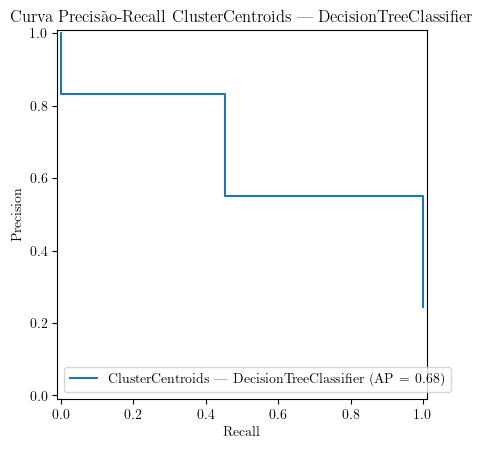 Curva Precisão-Recall ClusterCentroids — DecisionTreeClassifier
1.0
0.8
0.6
0.4
0.2
0.0
Precision
ClusterCentroids — DecisionTreeClassifier (AP = 0.68)
0.0 0.2 0.4 0.6 0.8 1.0
Recall